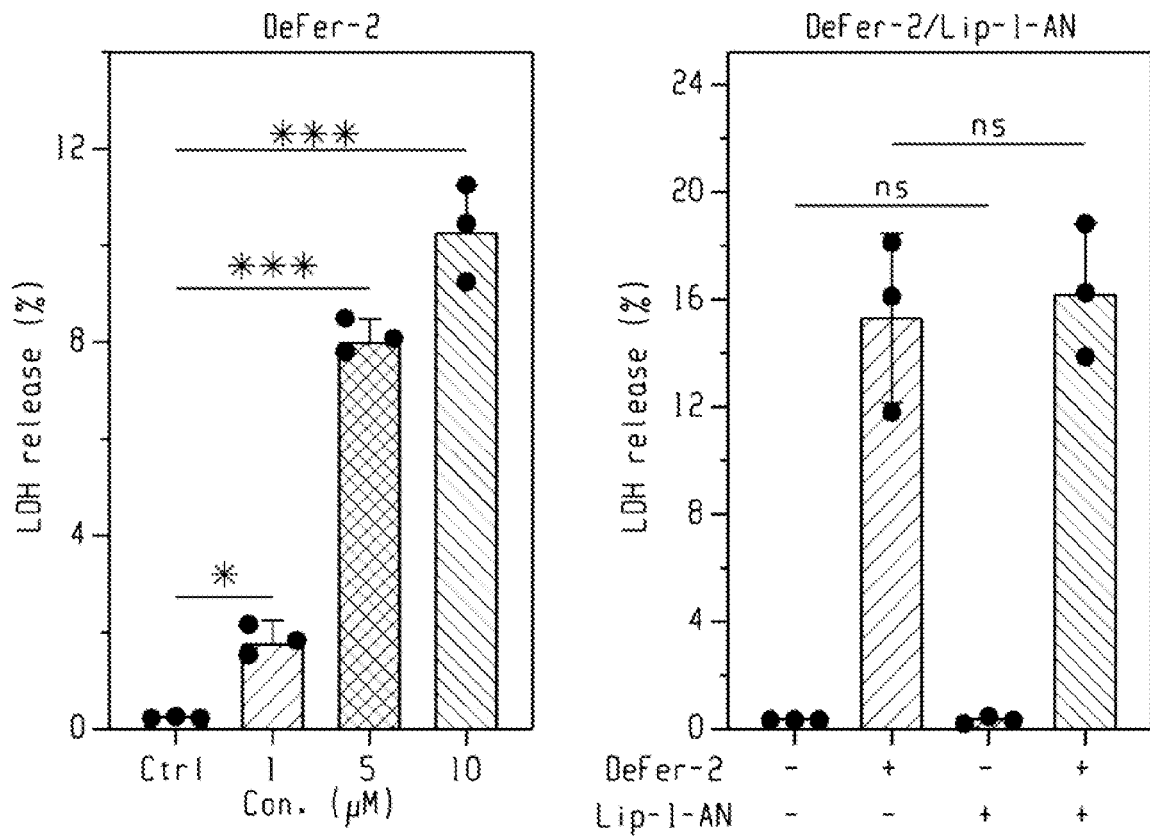 DeFer-2
LDH release (%)
12
8
4
0
***
***
*
Ctrl 1 5 10
Con. (µM)
DeFer-2/Lip-1-AN
LDH release (%)
24
20
16
12
8
4
0
ns
ns
DeFer-2 - + - +
Lip-1-AN - - + +